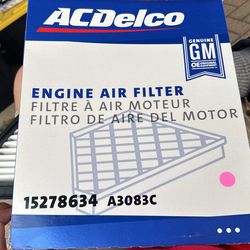 ACDelco
GENUINE
GM
ENGINE AIR FILTER
FILTRE À AIR MOTEUR
FILTRO DE AIRE DEL MOTOR
15278634 A3083C